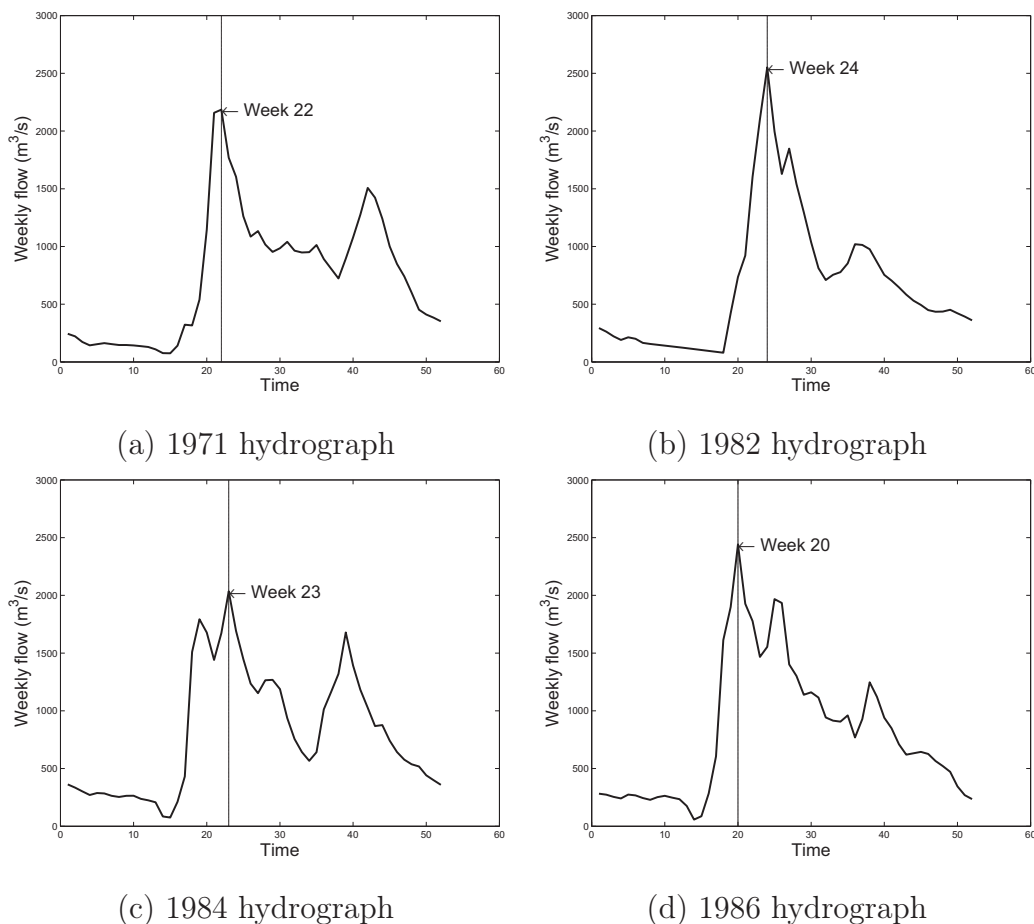 3000
2500
2000
1500
1000
500
0
Weekly flow (m³/s)
Week 22
0 10 20 30 40 50 60
Time
(a) 1971 hydrograph
3000
2500
2000
1500
1000
500
0
Weekly flow (m³/s)
Week 24
0 10 20 30 40 50 60
Time
(b) 1982 hydrograph
3000
2500
2000
1500
1000
500
0
Weekly flow (m³/s)
Week 23
0 10 20 30 40 50 60
Time
(c) 1984 hydrograph
3000
2500
2000
1500
1000
500
0
Weekly flow (m³/s)
Week 20
0 10 20 30 40 50 60
Time
(d) 1986 hydrograph